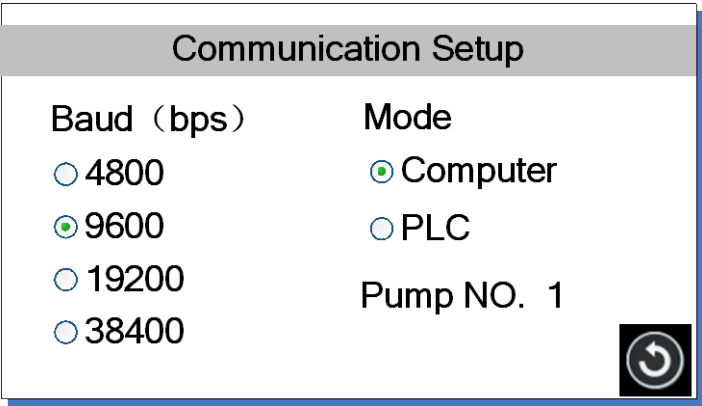 Communication Setup
Baud（bps）
4800
9600
19200
38400
Mode
Computer
PLC
Pump NO. 1